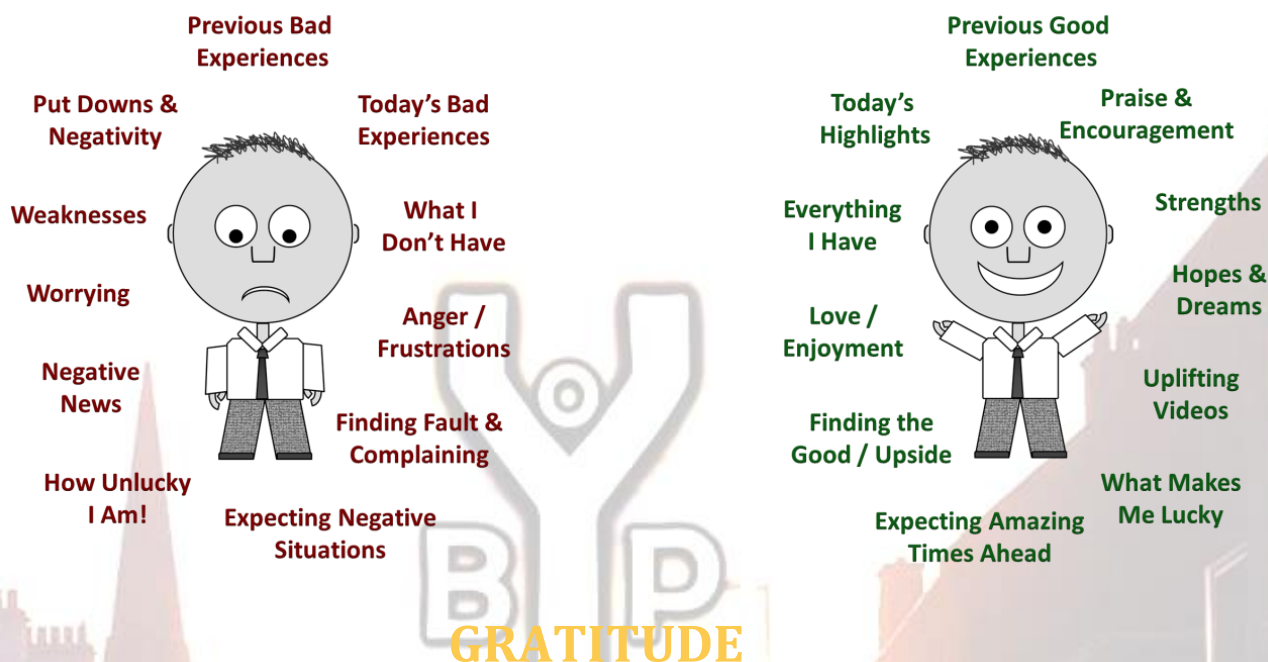 Previous Bad
Experiences
Put Downs &
Negativity
Today's Bad
Experiences
Weaknesses
What I
Don't Have
Worrying
Anger /
Frustrations
Negative
News
Finding Fault &
Complaining
How Unlucky
I Am!
Expecting Negative
Situations
Previous Good
Experiences
Today's
Highlights
Praise &
Encouragement
Everything
I Have
Strengths
Hopes &
Dreams
Love /
Enjoyment
Uplifting
Videos
Finding the
Good / Upside
What Makes
Me Lucky
Expecting Amazing
Times Ahead
B Y P
GRATITUDE